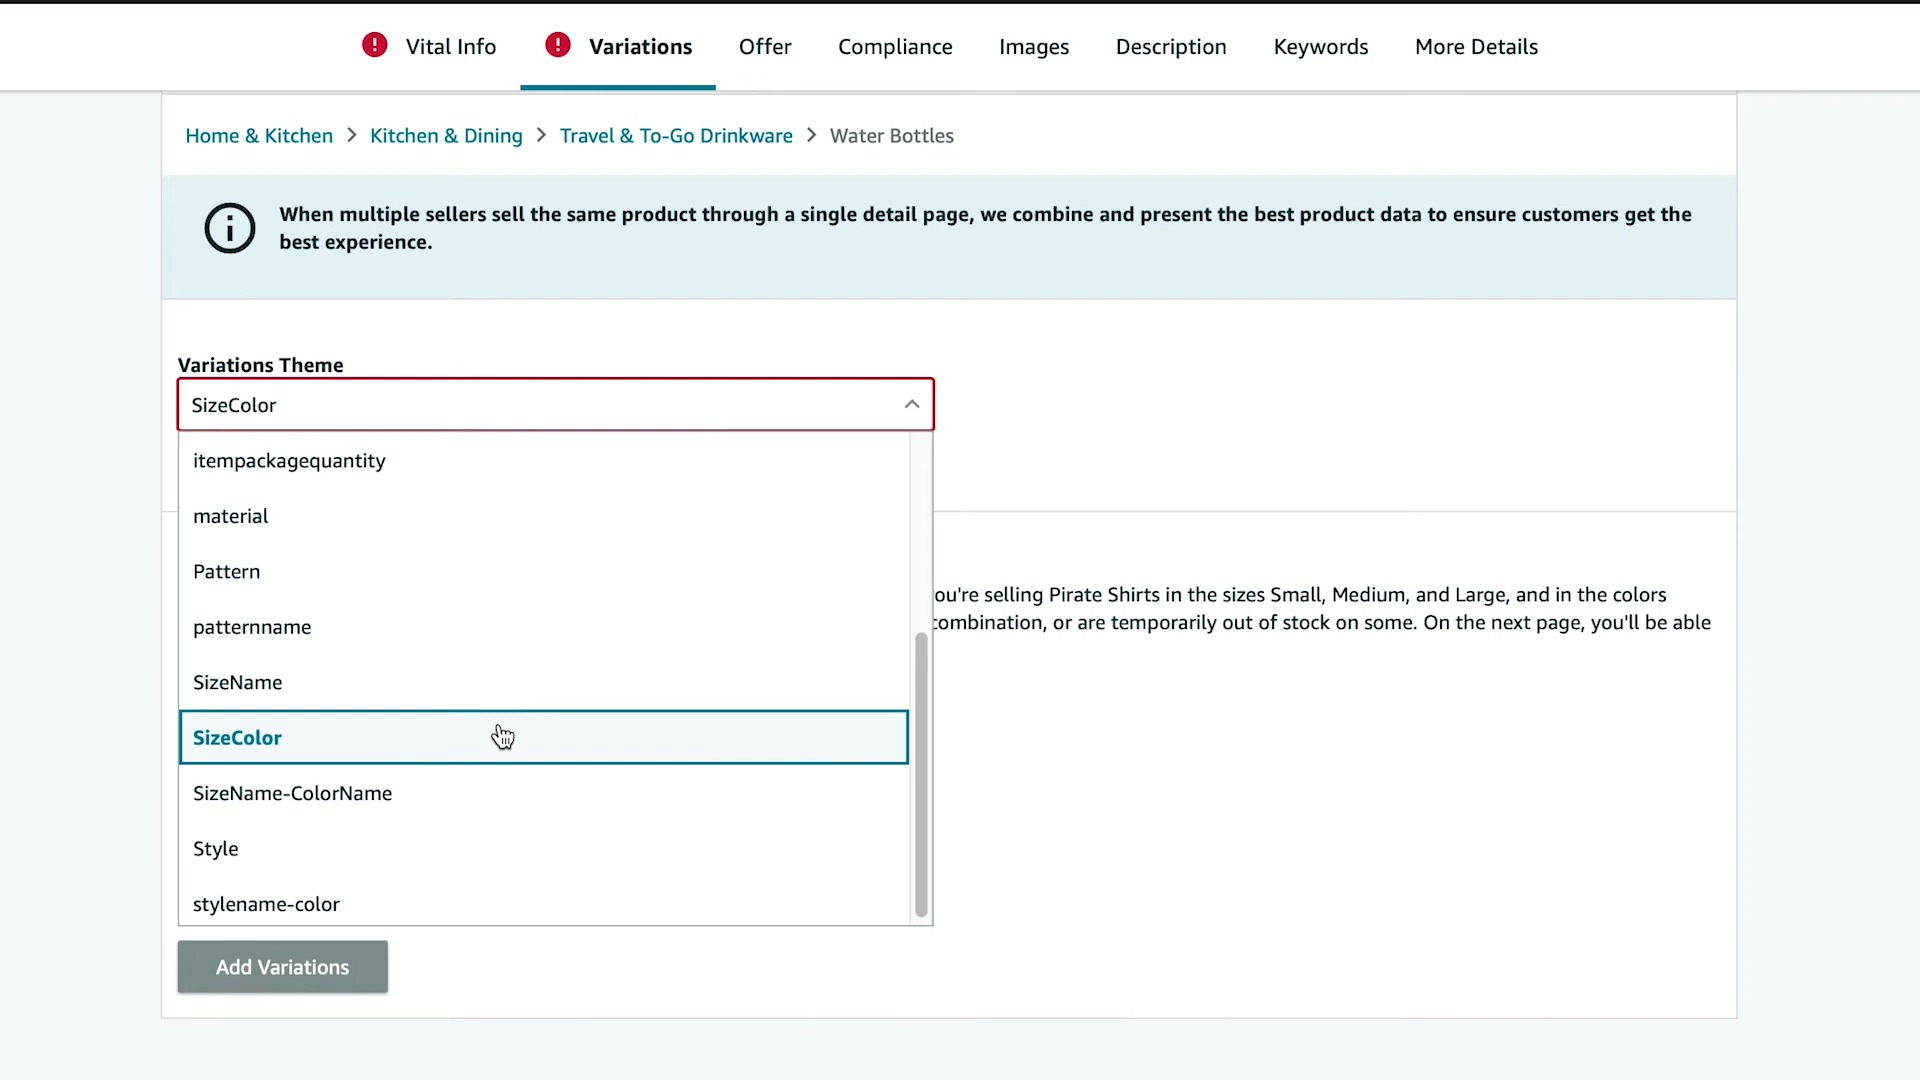 Vital Info
Variations
Offer
Compliance
Images
Description
Keywords
More Details
Home & Kitchen > Kitchen & Dining > Travel & To-Go Drinkware > Water Bottles
When multiple sellers sell the same product through a single detail page, we combine and present the best product data to ensure customers get the
best experience.
Variations Theme
SizeColor
itempackagequantity
material
Pattern
patternname
SizeName
SizeColor
SizeName-ColorName
Style
stylename-color
ou're selling Pirate Shirts in the sizes Small, Medium, and Large, and in the colors
combination, or are temporarily out of stock on some. On the next page, you'll be able
Add Variations